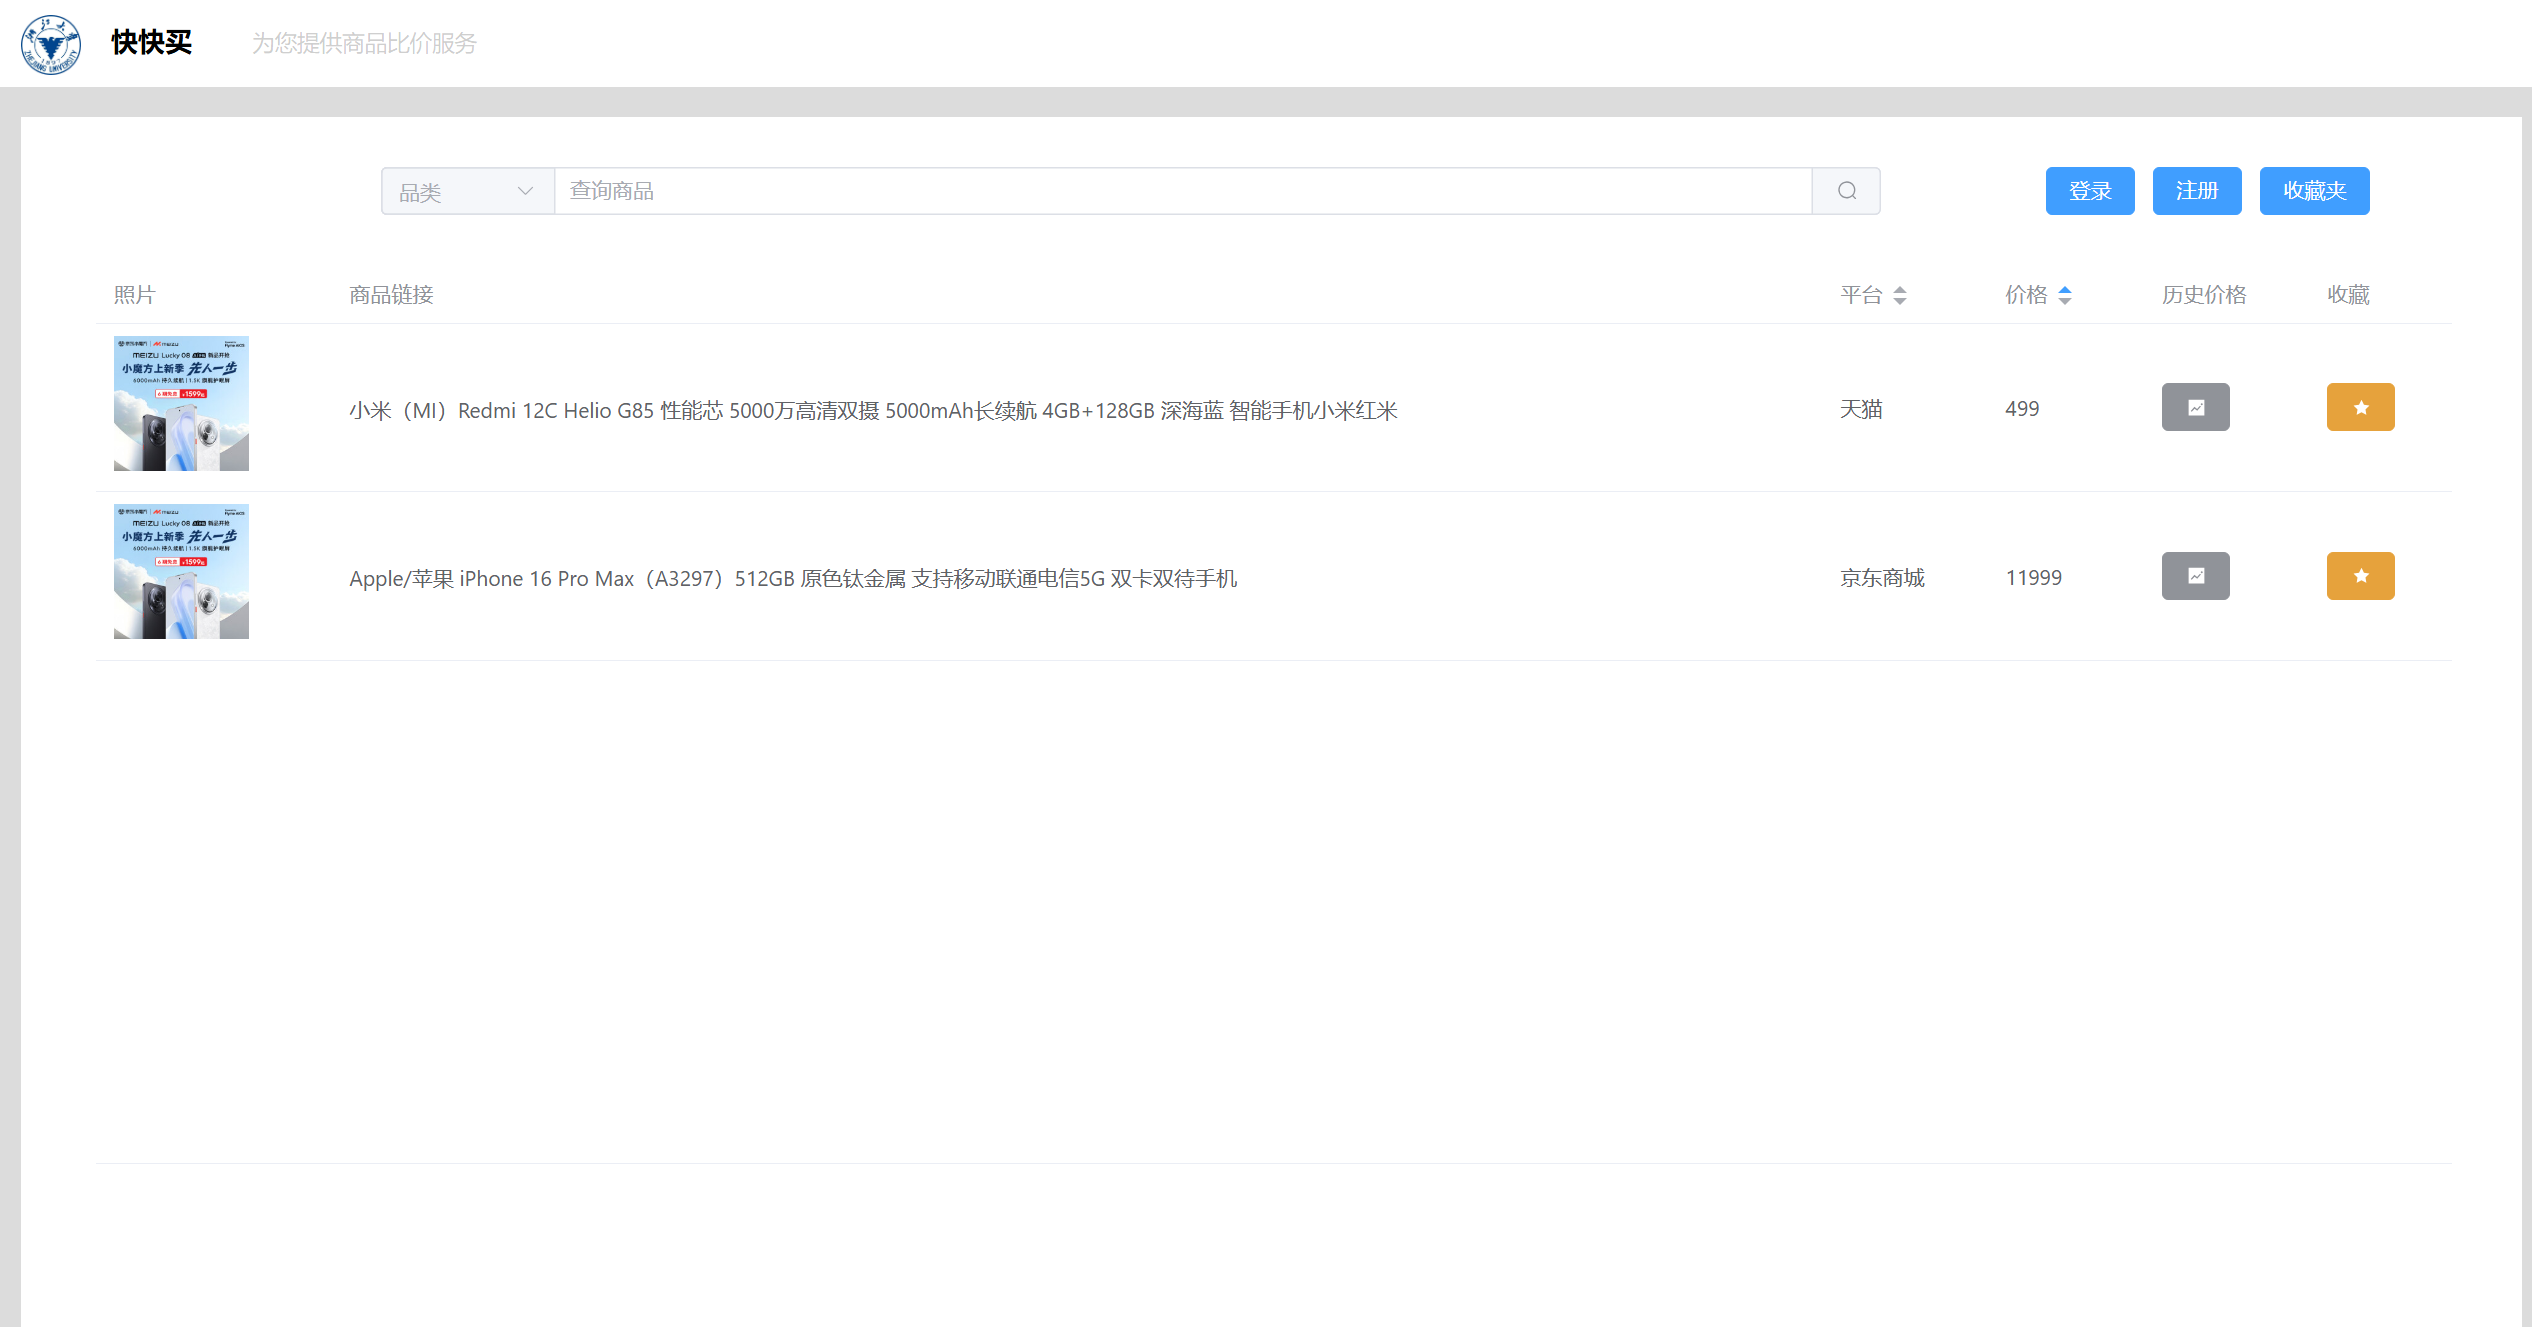 快快买
为您提供商品比价服务
品类
查询商品
登录
注册
收藏夹
照片
商品链接
平台
价格
历史价格
收藏
MEIZU Lucky 08
小魔方上新季 先人一步
小米（MI）Redmi 12C Helio G85 性能芯 5000万高清双摄 5000mAh长续航 4GB+128GB 深海蓝 智能手机小米红米
天猫
499
MEIZU Lucky 08
小魔方上新季 先人一步
Apple/苹果 iPhone 16 Pro Max（A3297）512GB 原色钛金属 支持移动联通电信5G 双卡双待手机
京东商城
11999